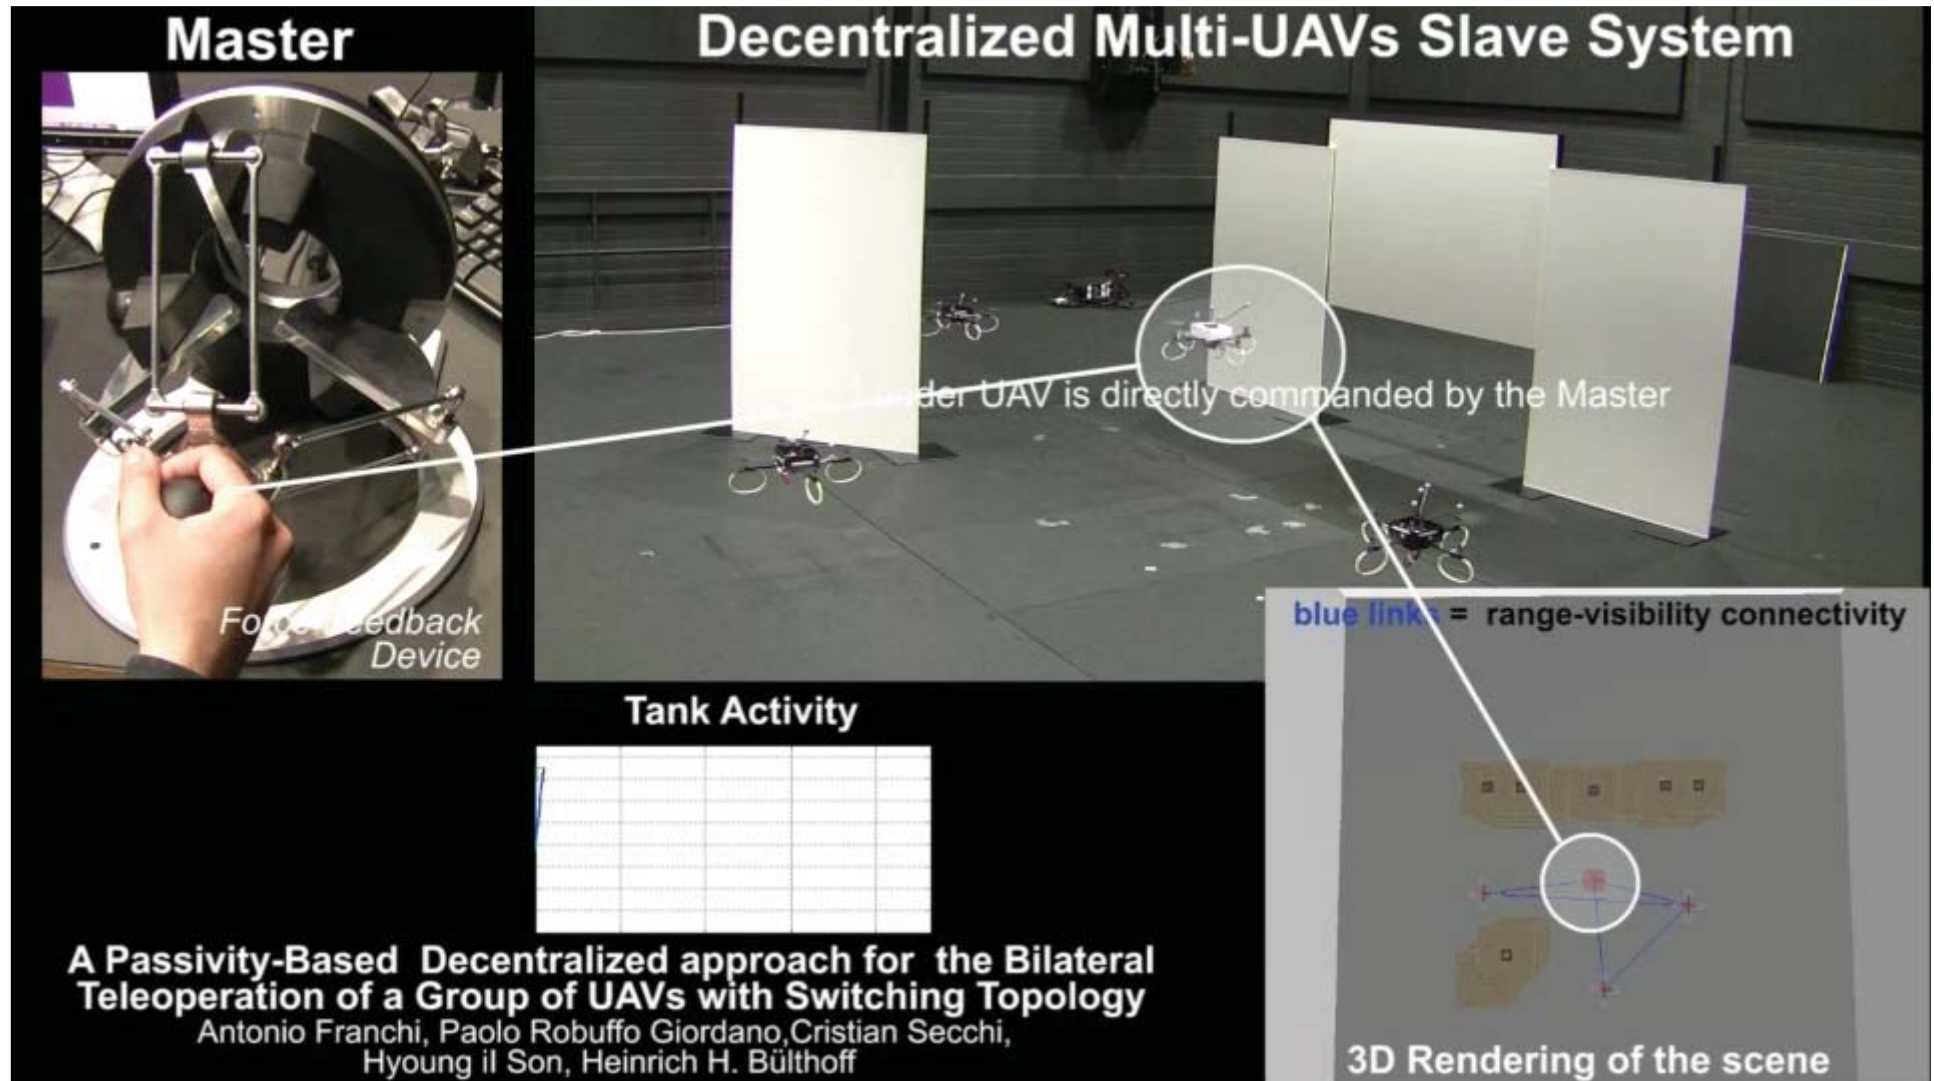 Master
Decentralized Multi-UAVs Slave System
UAV is directly commanded by the Master
Device
blue links = range-visibility connectivity
Tank Activity
A Passivity-Based Decentralized approach for the Bilateral
Teleoperation of a Group of UAVs with Switching Topology
Antonio Franchi, Paolo Robuffo Giordano,Cristian Secchi,
Hyoung il Son, Heinrich H. Bülthoff
3D Rendering of the scene